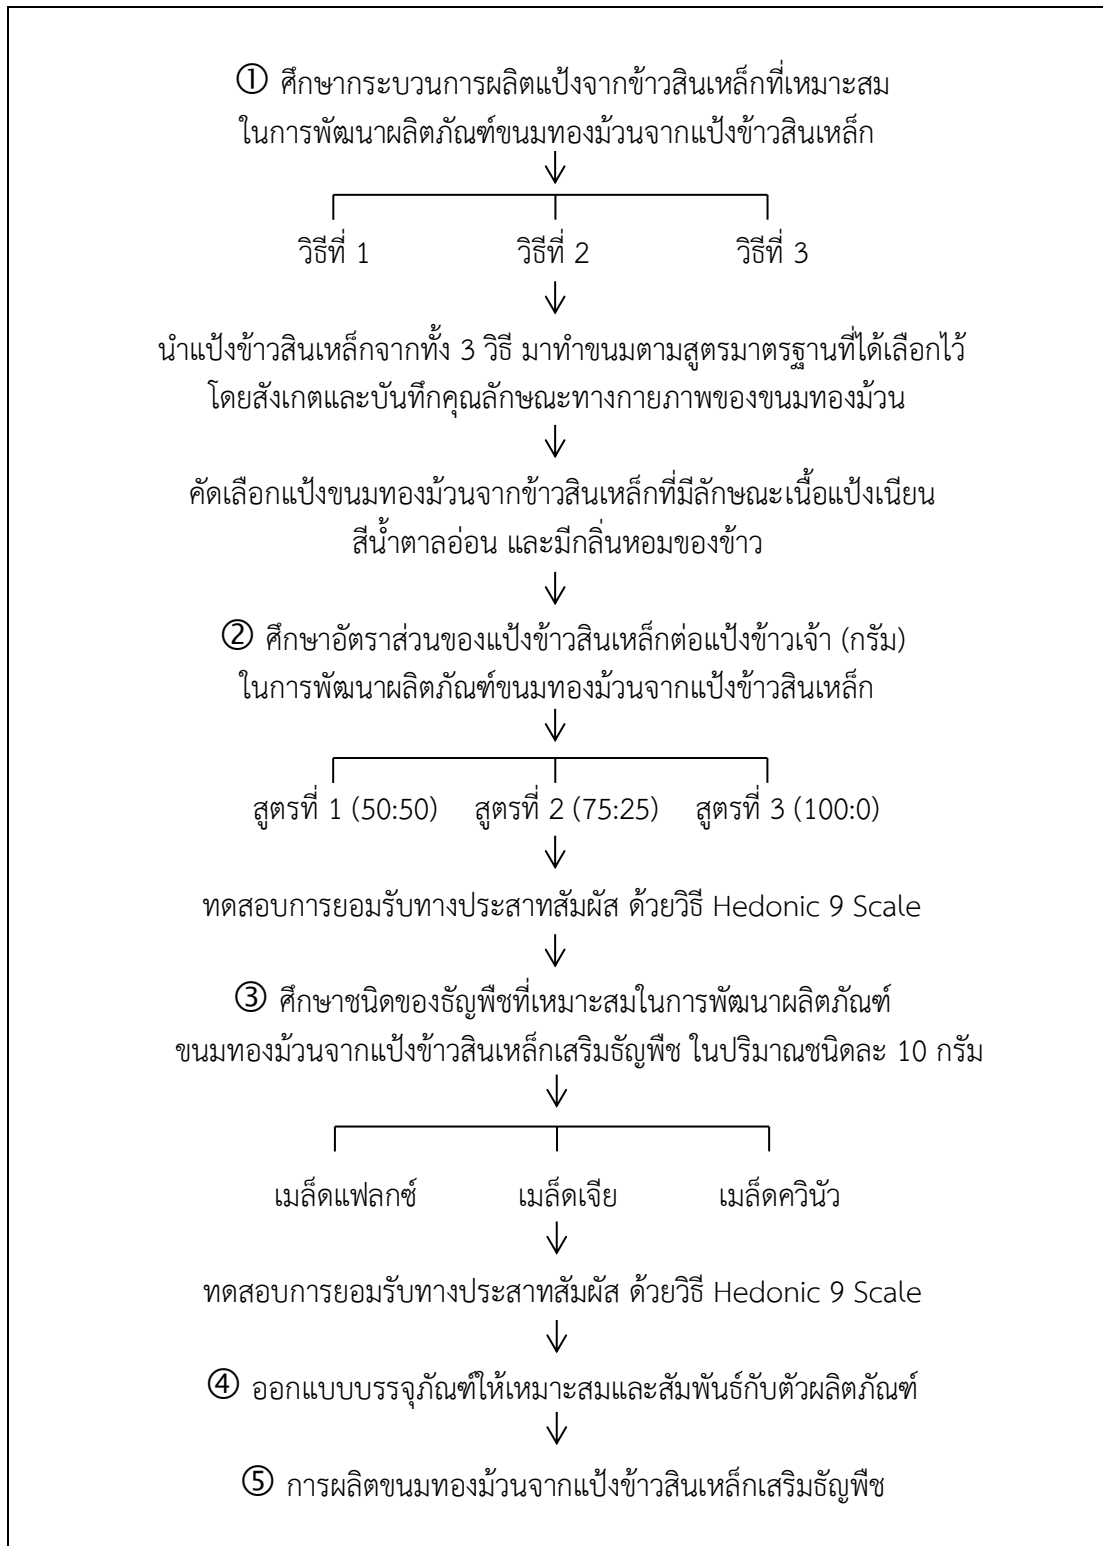 ① ศึกษากระบวนการผลิตแป้งจากข้าวสินเหล็กที่เหมาะสม
ในการพัฒนาผลิตภัณฑ์ขนมทองม้วนจากแป้งข้าวสินเหล็ก
วิธีที่ 1 วิธีที่ 2 วิธีที่ 3
นำแป้งข้าวสินเหล็กจากทั้ง 3 วิธี มาทำขนมตามสูตรมาตรฐานที่ได้เลือกไว้
โดยสังเกตและบันทึกคุณลักษณะทางกายภาพของขนมทองม้วน
คัดเลือกแป้งขนมทองม้วนจากข้าวสินเหล็กที่มีลักษณะเนื้อแป้งเนียน
สีน้ำตาลอ่อน และมีกลิ่นหอมของข้าว
② ศึกษาอัตราส่วนของแป้งข้าวสินเหล็กต่อแป้งข้าวเจ้า (กรัม)
ในการพัฒนาผลิตภัณฑ์ขนมทองม้วนจากแป้งข้าวสินเหล็ก
สูตรที่ 1 (50:50) สูตรที่ 2 (75:25) สูตรที่ 3 (100:0)
ทดสอบการยอมรับทางประสาทสัมผัส ด้วยวิธี Hedonic 9 Scale
③ ศึกษาชนิดของธัญพืชที่เหมาะสมในการพัฒนาผลิตภัณฑ์
ขนมทองม้วนจากแป้งข้าวสินเหล็กเสริมธัญพืช ในปริมาณชนิดละ 10 กรัม
เมล็ดแฟลกซ์ เมล็ดเจีย เมล็ดควินัว
ทดสอบการยอมรับทางประสาทสัมผัส ด้วยวิธี Hedonic 9 Scale
④ ออกแบบบรรจุภัณฑ์ให้เหมาะสมและสัมพันธ์กับตัวผลิตภัณฑ์
⑤ การผลิตขนมทองม้วนจากแป้งข้าวสินเหล็กเสริมธัญพืช